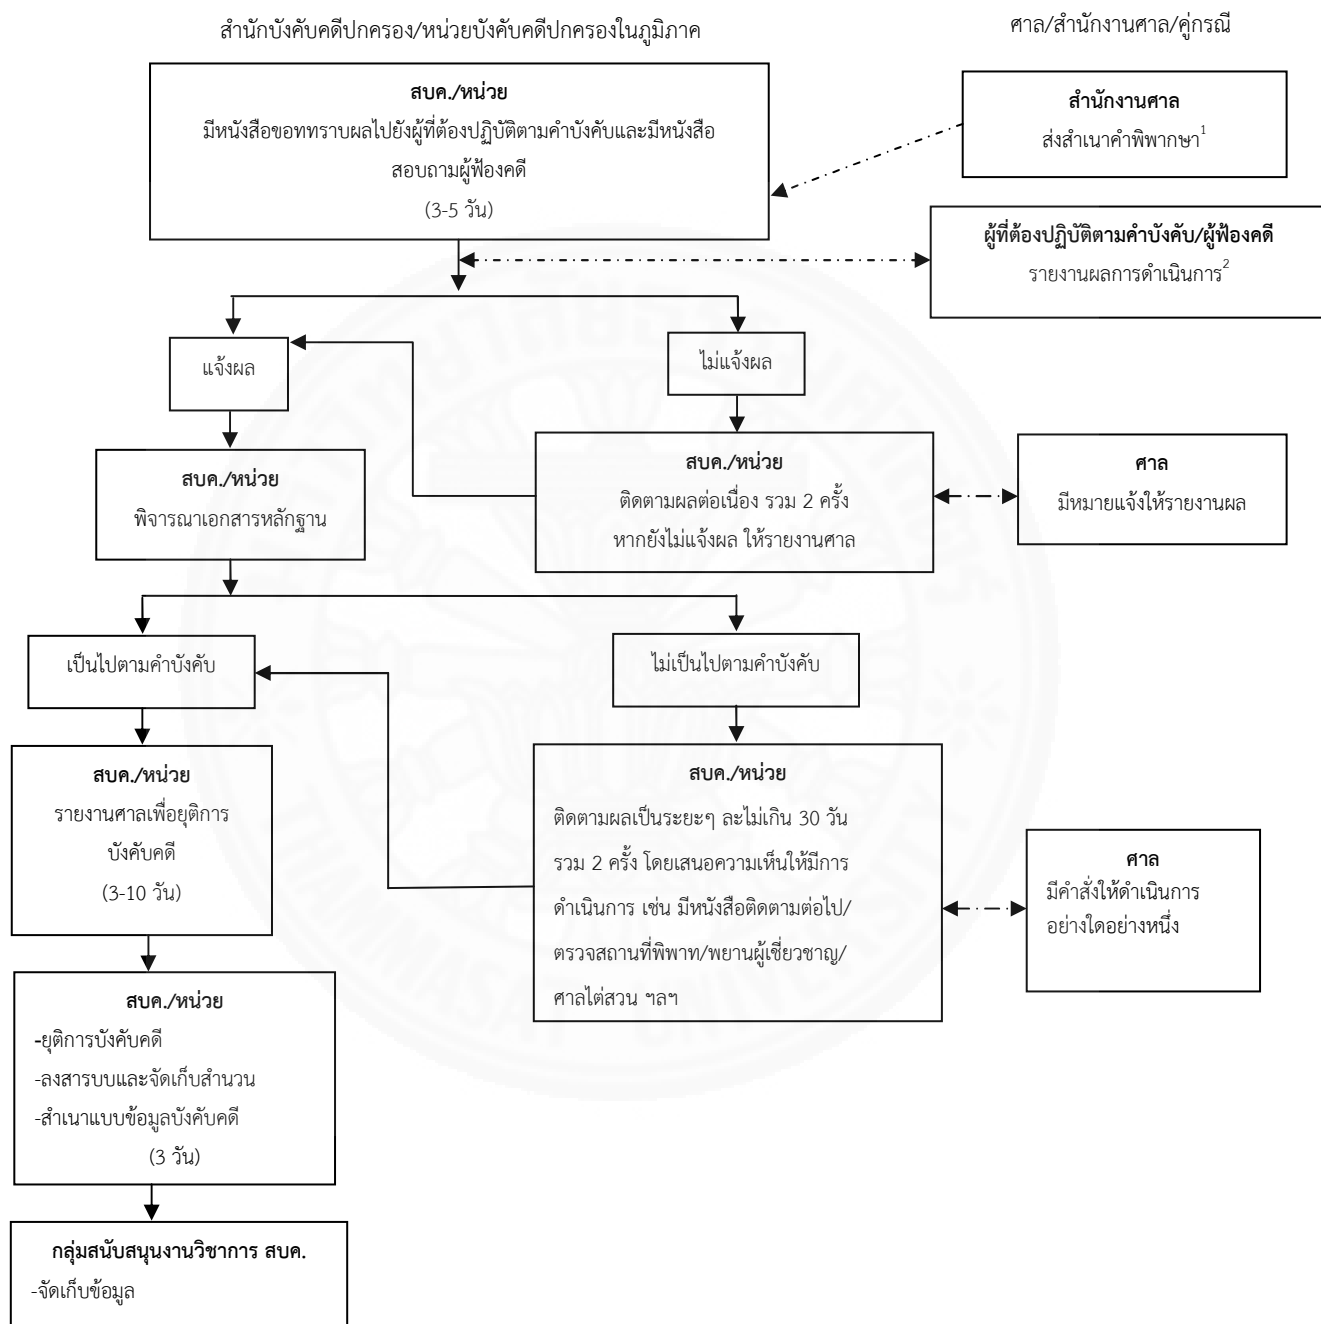 สำนักบังคับคดีปกครอง/หน่วยบังคับคดีปกครองในภูมิภาค
ศาล/สำนักงานศาล/คู่กรณี
สบค./หน่วย
มีหนังสือขอททราบผลไปยังผู้ที่ต้องปฏิบัติตามคำบังคับและมีหนังสือ
สอบถามผู้ฟ้องคดี
(3-5 วัน)
สำนักงานศาล
ส่งสำเนาคำพิพากษา1
ผู้ที่ต้องปฏิบัติตามคำบังคับ/ผู้ฟ้องคดี
รายงานผลการดำเนินการ2
แจ้งผล
ไม่แจ้งผล
สบค./หน่วย
พิจารณาเอกสารหลักฐาน
สบค./หน่วย
ติดตามผลต่อเนื่อง รวม 2 ครั้ง
หากยังไม่แจ้งผล ให้รายงานศาล
ศาล
มีหมายแจ้งให้รายงานผล
เป็นไปตามคำบังคับ
ไม่เป็นไปตามคำบังคับ
สบค./หน่วย
รายงานศาลเพื่อยุติการ
บังคับคดี
(3-10 วัน)
สบค./หน่วย
ติดตามผลเป็นระยะๆ ละไม่เกิน 30 วัน
รวม 2 ครั้ง โดยเสนอความเห็นให้มีการ
ดำเนินการ เช่น มีหนังสือติดตามต่อไป/
ตรวจสถานที่พิพาท/พยานผู้เชี่ยวชาญ/
ศาลไต่สวน ฯลฯ
ศาล
มีคำสั่งให้ดำเนินการ
อย่างใดอย่างหนึ่ง
สบค./หน่วย
-ยุติการบังคับคดี
-ลงสารบบและจัดเก็บสำนวน
-สำเนาแบบข้อมูลบังคับคดี
(3 วัน)
กลุ่มสนับสนุนงานวิชาการ สบค.
-จัดเก็บข้อมูล